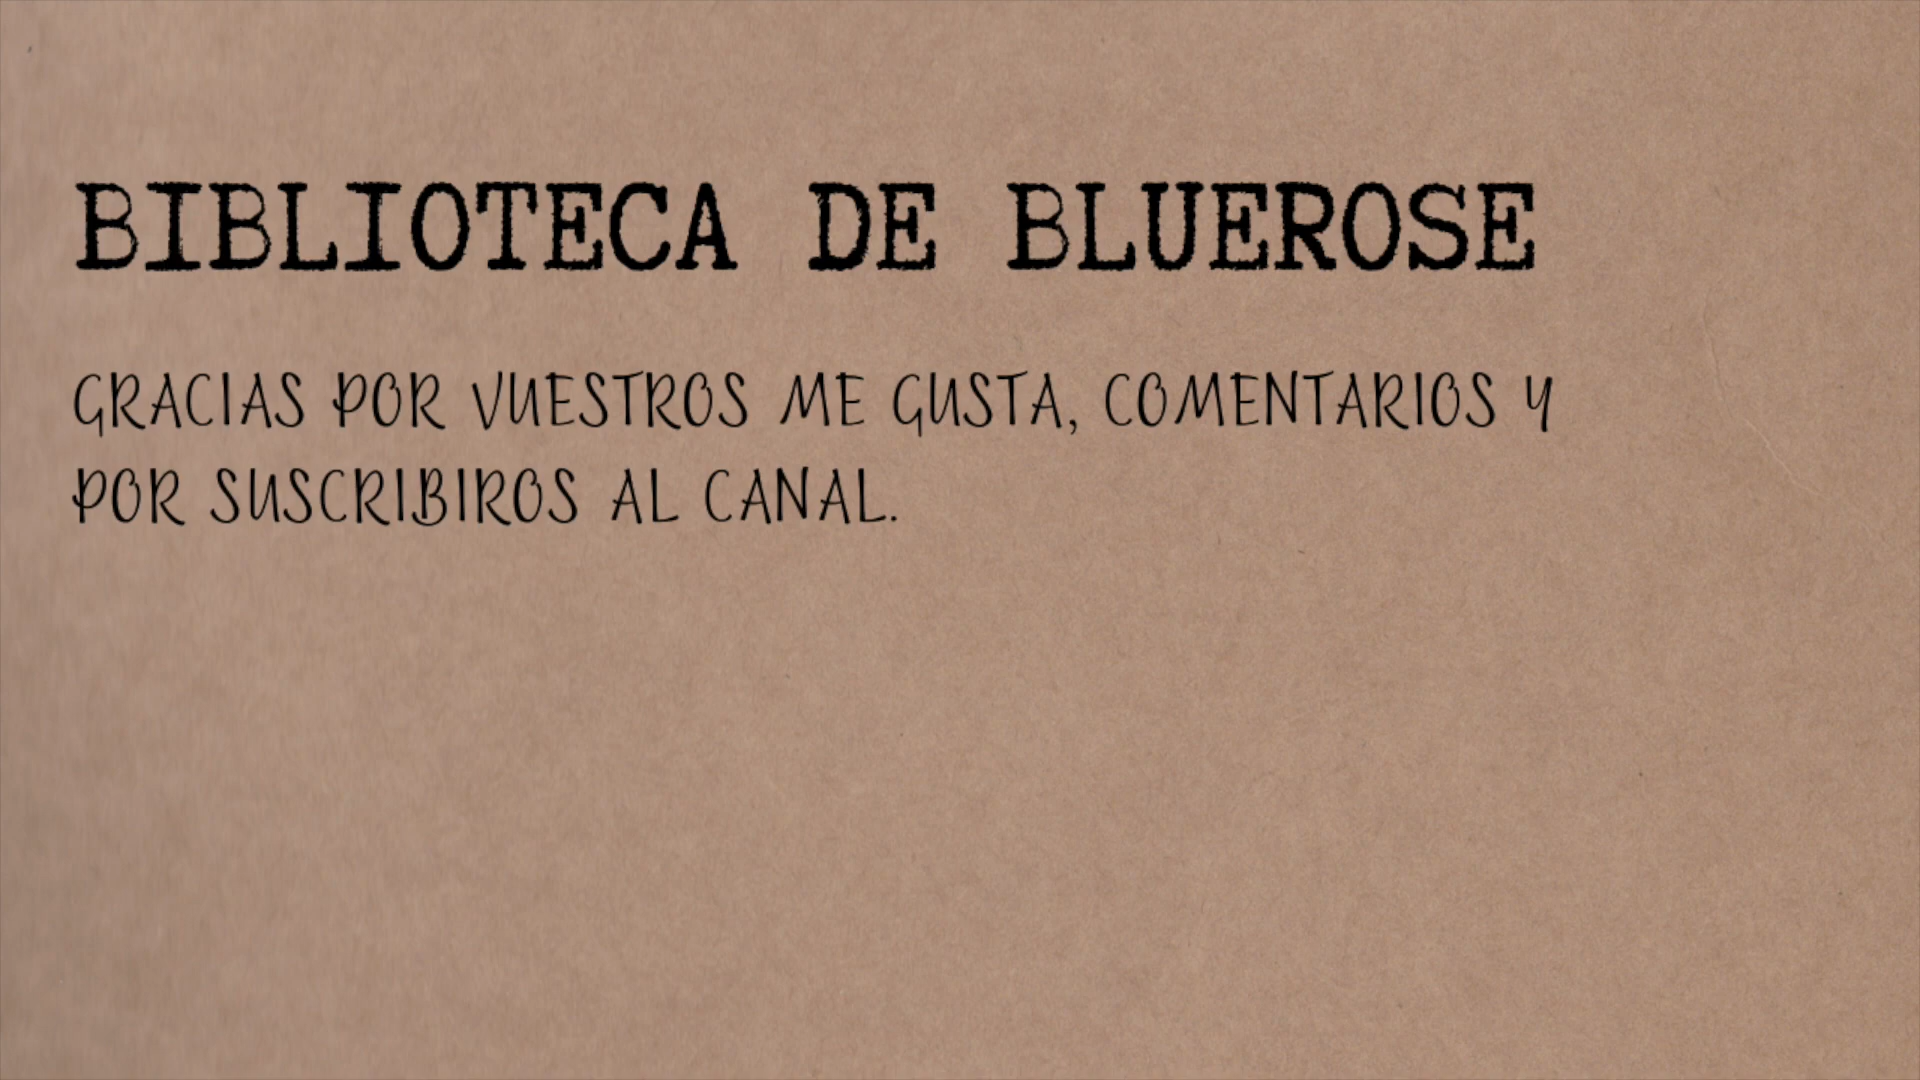 BIBLIOTECA DE BLUEROSE
GRACIAS POR VUESTROS ME GUSTA, COMENTARIOS Y
POR SUSCRIBIROS AL CANAL.